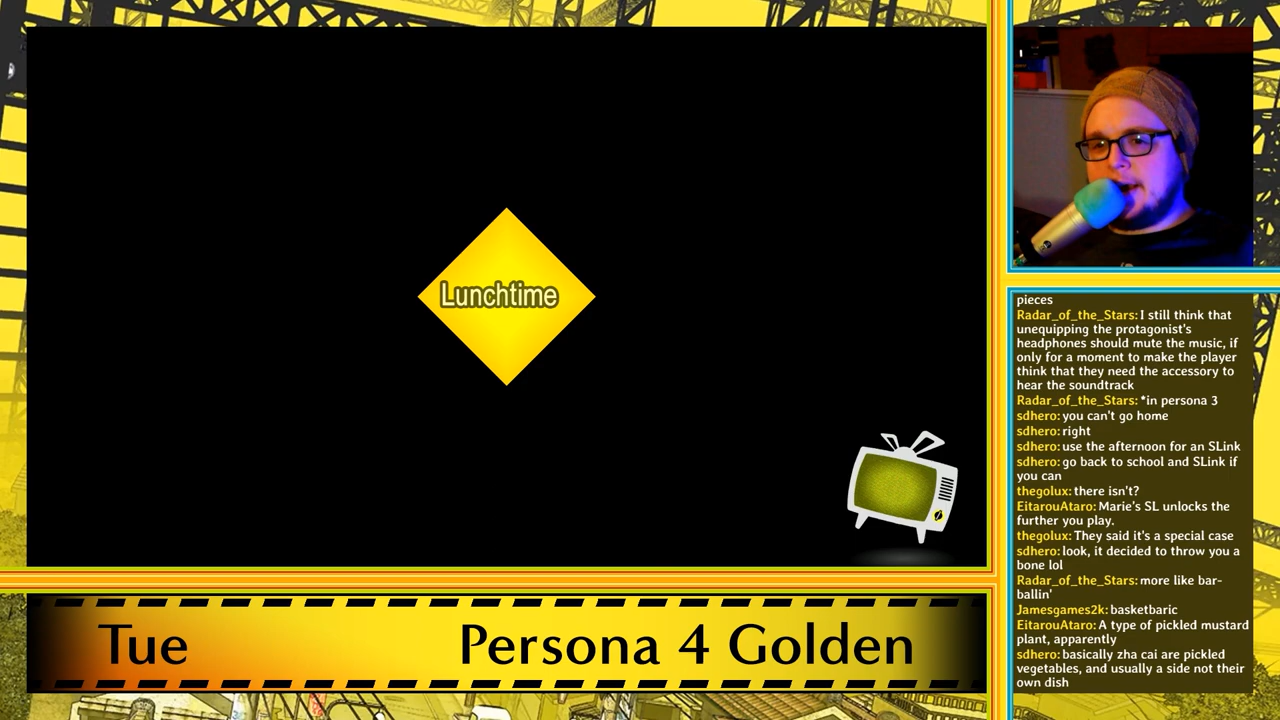 Lunchtime
Tue
Persona 4 Golden
pieces
Radar_of_the_Stars: I still think that
unequipping the protagonist's
headphones should mute the music, if
only for a moment to make the player
think that they need the accessory to
hear the soundtrack
Radar_of_the_Stars: *in persona 3
sdhero: you can't go home
sdhero: right
sdhero: use the afternoon for an SLink
sdhero: go back to school and SLink if
you can
thegolux: there isn't?
EitarouAtaro: Marie's SL unlocks the
further you play.
thegolux: They said it's a special case
sdhero: look, it decided to throw you a
bone lol
Radar_of_the_Stars: more like bar-
ballin'
Jamesgames2k: basketbaric
EitarouAtaro: A type of pickled mustard
plant, apparently
sdhero: basically zha cai are pickled
vegetables, and usually a side not their
own dish